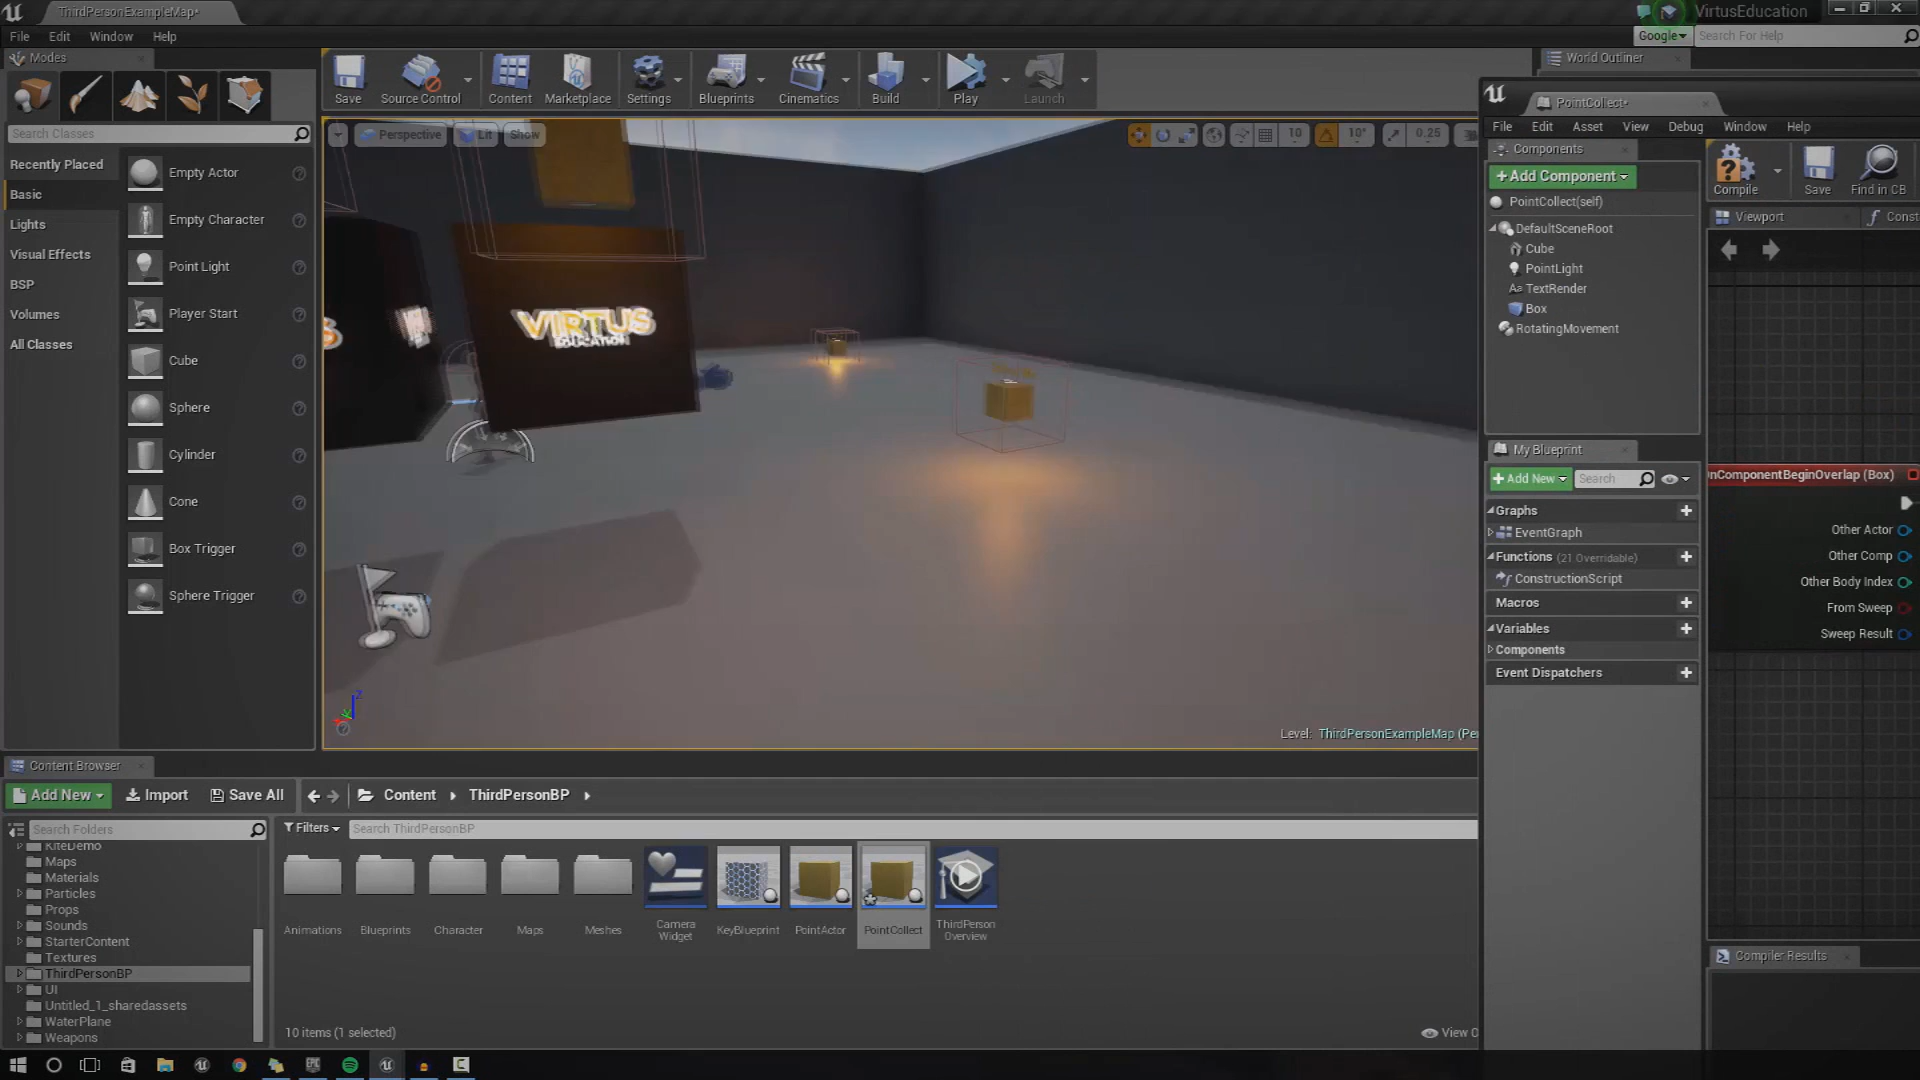 ThirdPersonExampleMap*
VirtusEducation
File Edit Window Help
Google
Search For Help
Modes
Search Classes
Recently Placed
Basic
Lights
Visual Effects
BSP
Volumes
All Classes
Empty Actor
Empty Character
Point Light
Player Start
Cube
Sphere
Cylinder
Cone
Box Trigger
Sphere Trigger
Save
Source Control
Content
Marketplace
Settings
Blueprints
Cinematics
Build
Play
Launch
Perspective
Lit
Show
10
10°
0.25
VIRTUS
EDUCATION
Level: ThirdPersonExampleMap (Pe
World Outliner
PointCollect*
File Edit Asset View Debug Window Help
Components
+Add Component
PointCollect(self)
DefaultSceneRoot
Cube
PointLight
TextRender
Box
RotatingMovement
Compile
Save
Find in CB
Viewport
Const
My Blueprint
+Add New
Search
Graphs
EventGraph
Functions (21 Overridable)
ConstructionScript
Macros
Variables
Components
Event Dispatchers
nComponentBeginOverlap (Box)
Other Actor
Other Comp
Other Body Index
From Sweep
Sweep Result
Compiler Results
Content Browser
Add New
Import
Save All
Content
ThirdPersonBP
Search Folders
Filters
Search ThirdPersonBP
KiteDemo
Maps
Materials
Particles
Props
Sounds
StarterContent
Textures
ThirdPersonBP
UI
Untitled_1_sharedassets
WaterPlane
Weapons
Animations
Blueprints
Character
Maps
Meshes
Camera
Widget
KeyBlueprint
PointActor
PointCollect
ThirdPerson
Overview
10 items (1 selected)
View O